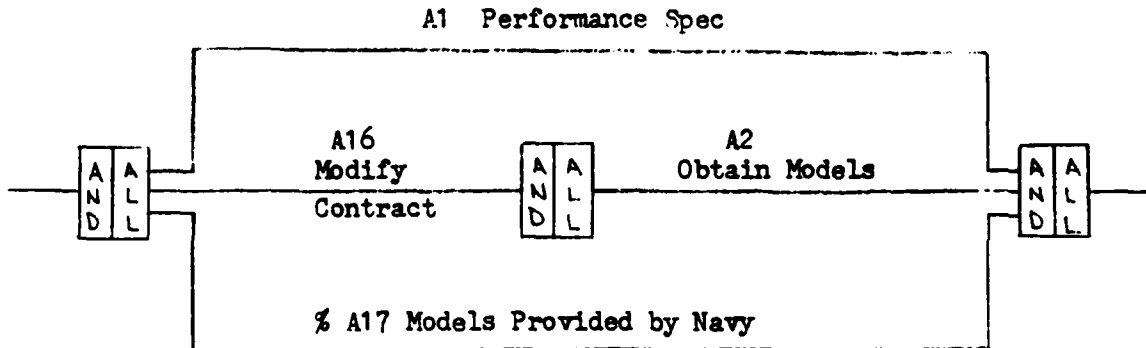 A1 Performance Spec
A16
Modify
Contract
A2
Obtain Models
AND ALL
AND ALL
AND ALL
% A17 Models Provided by Navy